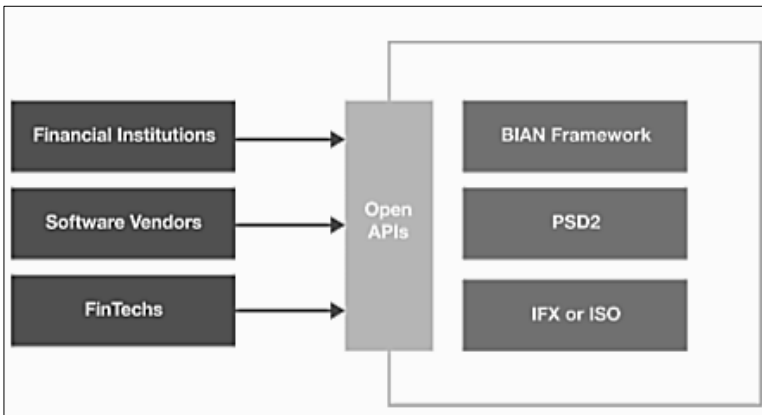 Financial Institutions
Software Vendors
FinTechs
Open
APIs
BIAN Framework
PSD2
IFX or ISO